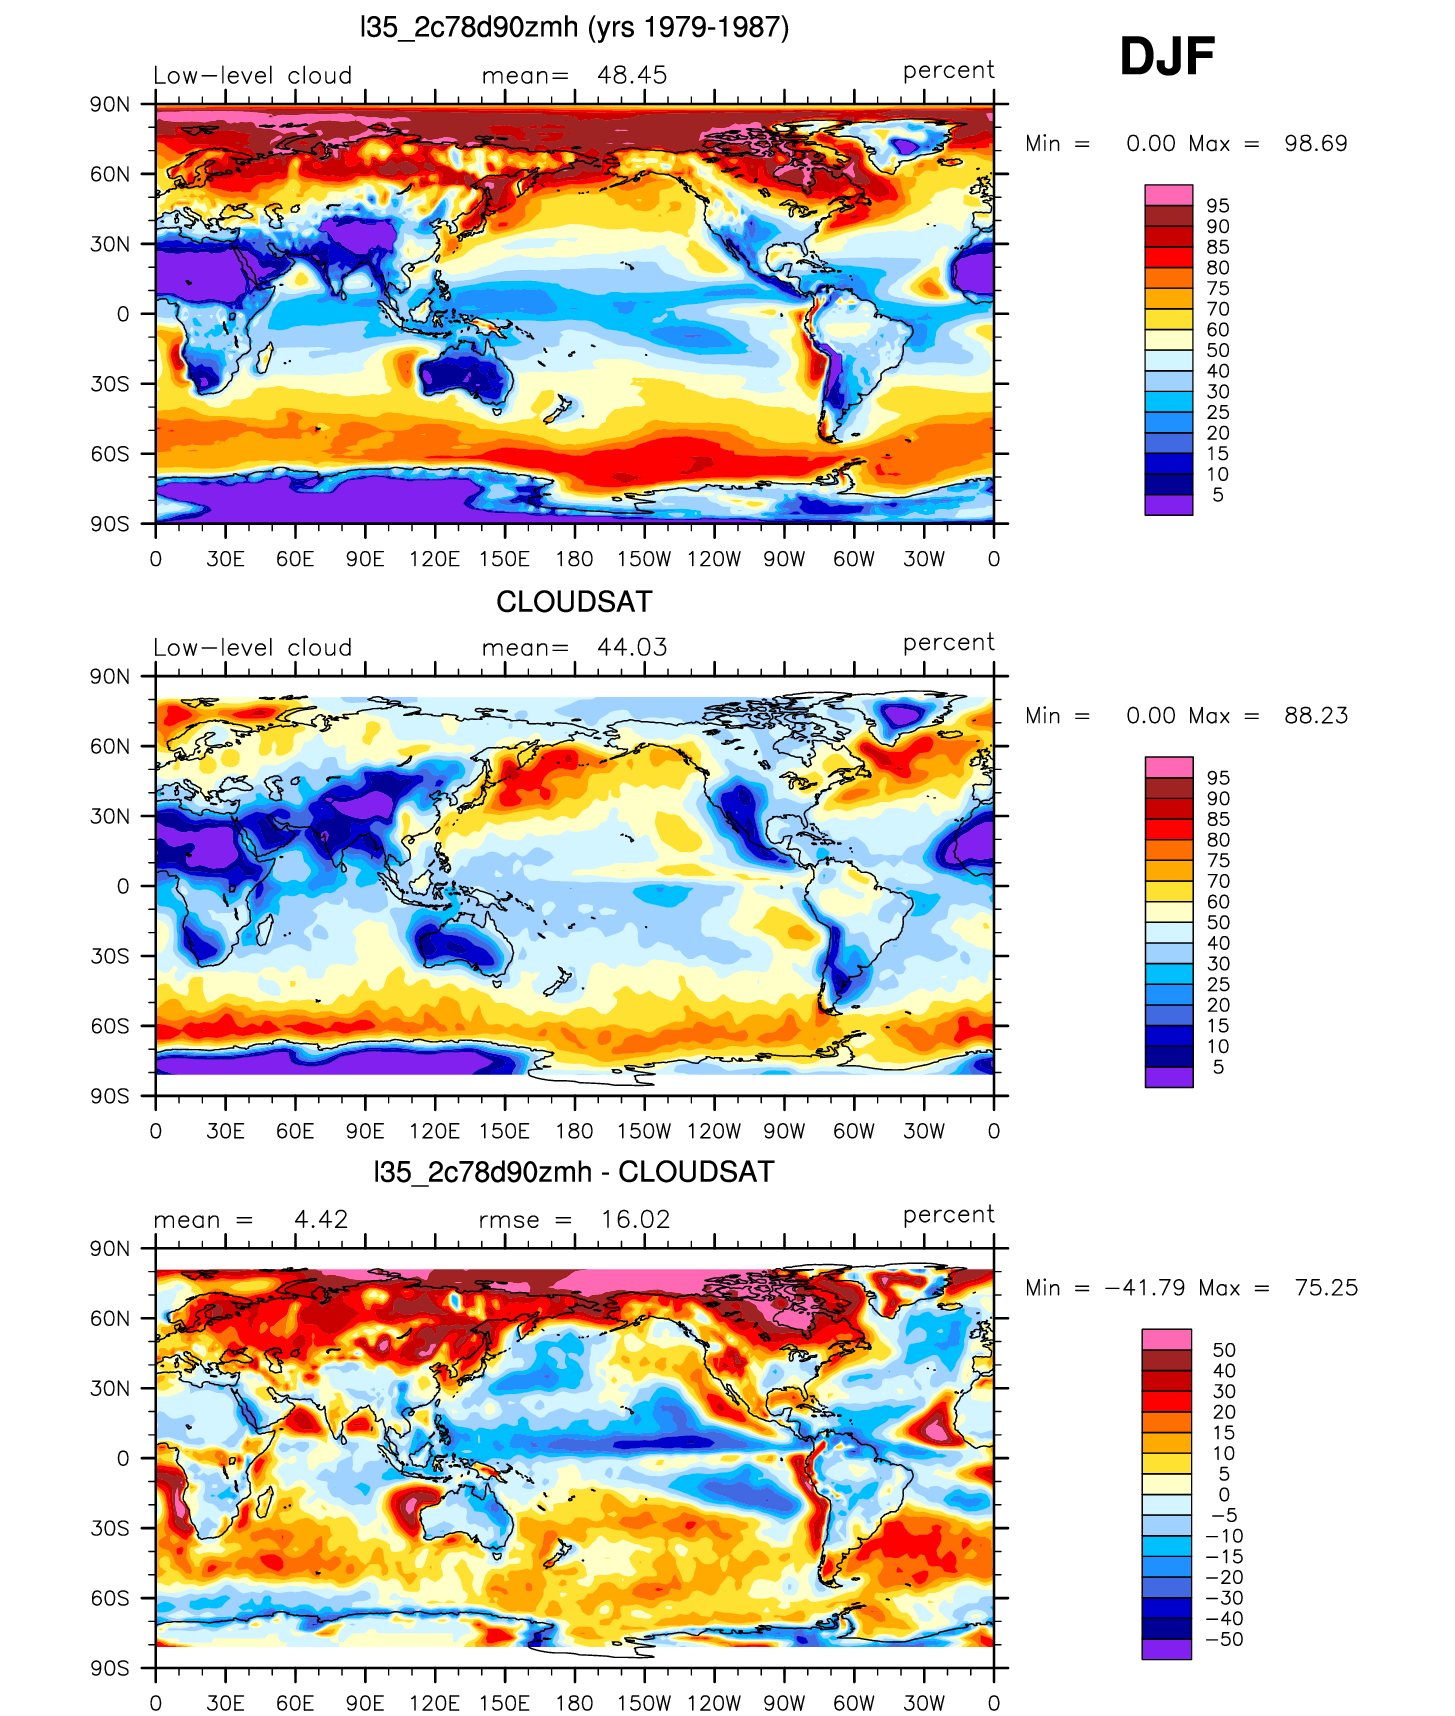 l35_2c78d90zmh (yrs 1979-1987)
DJF
Low-level cloud mean= 48.45 percent
Min = 0.00 Max = 98.69
90N
60N
30N
0
30S
60S
90S
0 30E 60E 90E 120E 150E 180 150W 120W 90W 60W 30W 0
95
90
85
80
75
70
60
50
40
30
25
20
15
10
5
CLOUDSAT
Low-level cloud mean= 44.03 percent
Min = 0.00 Max = 88.23
90N
60N
30N
0
30S
60S
90S
0 30E 60E 90E 120E 150E 180 150W 120W 90W 60W 30W 0
95
90
85
80
75
70
60
50
40
30
25
20
15
10
5
l35_2c78d90zmh - CLOUDSAT
mean = 4.42 rmse = 16.02 percent
Min = -41.79 Max = 75.25
90N
60N
30N
0
30S
60S
90S
0 30E 60E 90E 120E 150E 180 150W 120W 90W 60W 30W 0
50
40
30
20
15
10
5
0
-5
-10
-15
-20
-30
-40
-50